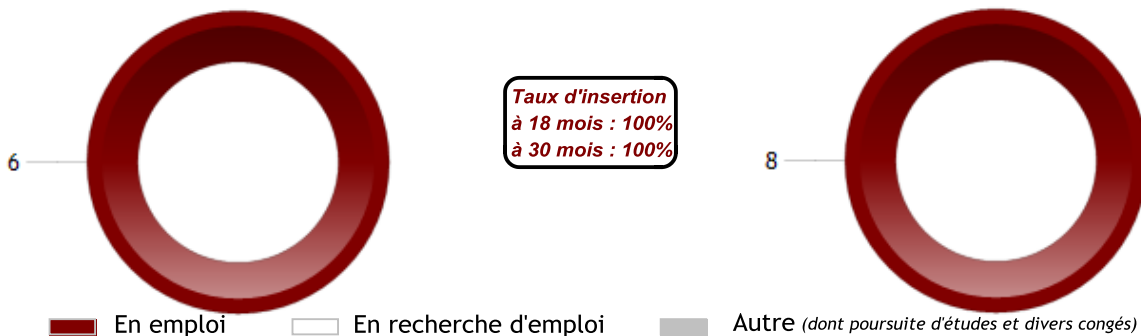 Taux d'insertion
à 18 mois : 100%
à 30 mois : 100%
6
8
En emploi
En recherche d'emploi
Autre (dont poursuite d'études et divers congés)